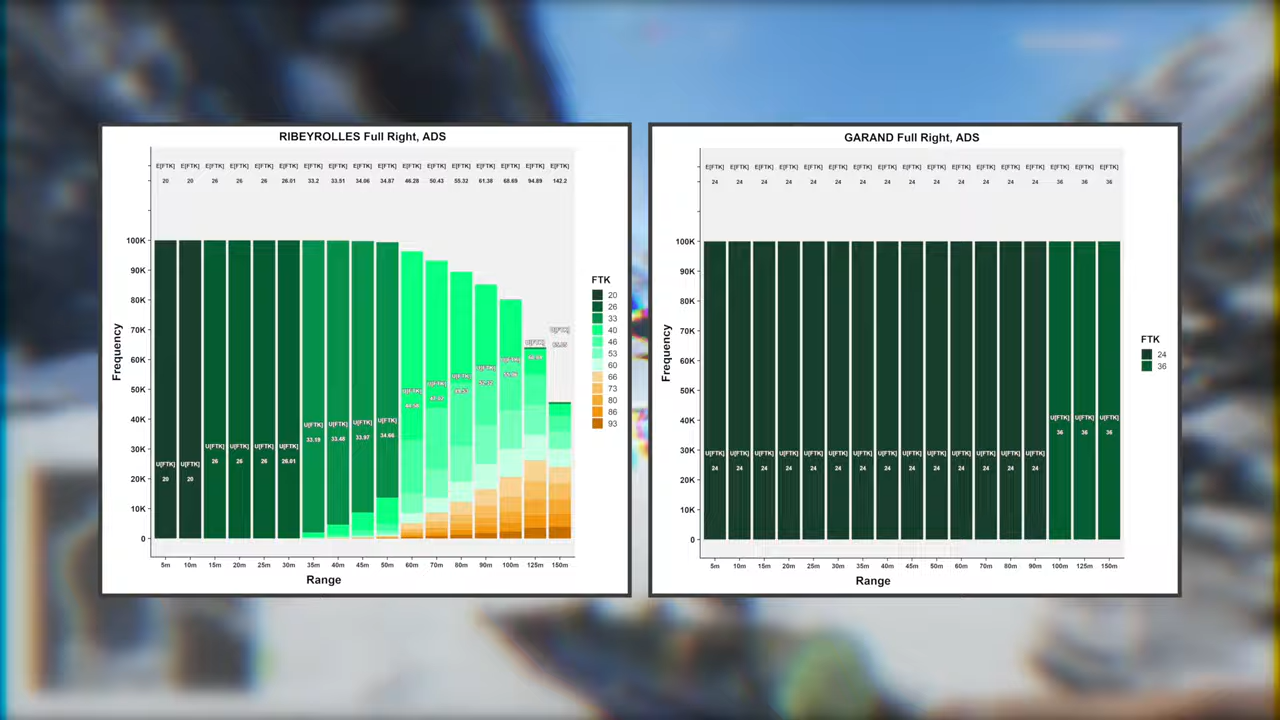 RIBEYROLLES Full Right, ADS
E[FTK] E[FTK] E[FTK] E[FTK] E[FTK] E[FTK] E[FTK] E[FTK] E[FTK] E[FTK] E[FTK] E[FTK] E[FTK] E[FTK] E[FTK] E[FTK] E[FTK]
20 20 26 26 26 26.01 33.2 33.51 34.06 34.87 46.28 50.43 55.32 61.38 68.69 94.89 142.2
100K
90K
80K
70K
60K
50K
40K
30K
20K
10K
0
Frequency
U[FTK] U[FTK] U[FTK] U[FTK] U[FTK] U[FTK] U[FTK] U[FTK] U[FTK] U[FTK] U[FTK] U[FTK] U[FTK] U[FTK] U[FTK] U[FTK] U[FTK]
20 20 26 26 26 26.01 33.19 33.48 33.97 34.66
5m 10m 15m 20m 25m 30m 35m 40m 45m 50m 60m 70m 80m 90m 100m 125m 150m
Range
FTK
20
26
33
40
46
53
60
66
73
80
86
93
GARAND Full Right, ADS
E[FTK] E[FTK] E[FTK] E[FTK] E[FTK] E[FTK] E[FTK] E[FTK] E[FTK] E[FTK] E[FTK] E[FTK] E[FTK] E[FTK] E[FTK] E[FTK] E[FTK]
24 24 24 24 24 24 24 24 24 24 24 24 24 24 36 36 36
100K
90K
80K
70K
60K
50K
40K
30K
20K
10K
0
Frequency
U[FTK] U[FTK] U[FTK] U[FTK] U[FTK] U[FTK] U[FTK] U[FTK] U[FTK] U[FTK] U[FTK] U[FTK] U[FTK] U[FTK] U[FTK] U[FTK] U[FTK]
24 24 24 24 24 24 24 24 24 24 24 24 24 24 36 36 36
5m 10m 15m 20m 25m 30m 35m 40m 45m 50m 60m 70m 80m 90m 100m 125m 150m
Range
FTK
24
36